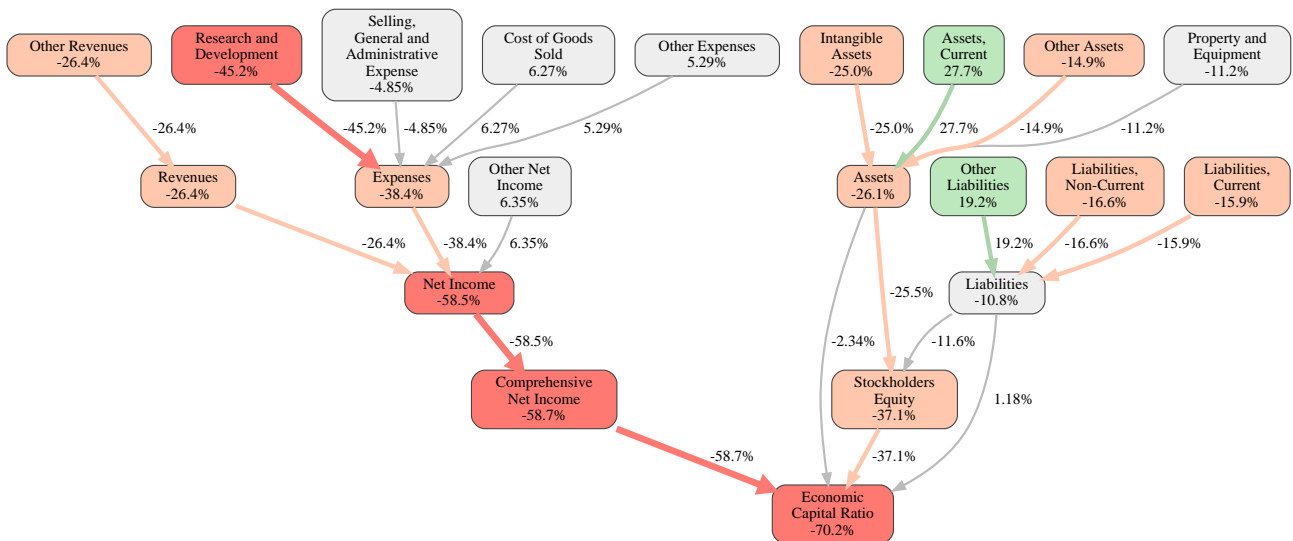 Other Revenues
-26.4%
Research and
Development
-45.2%
Selling,
General and
Administrative
Expense
-4.85%
Cost of Goods
Sold
6.27%
Other Expenses
5.29%
Intangible
Assets
-25.0%
Assets,
Current
27.7%
Other Assets
-14.9%
Property and
Equipment
-11.2%
-26.4%
-45.2%
-4.85%
6.27%
5.29%
-25.0%
27.7%
-14.9%
-11.2%
Revenues
-26.4%
Expenses
-38.4%
Other Net
Income
6.35%
Assets
-26.1%
Other
Liabilities
19.2%
Liabilities,
Non-Current
-16.6%
Liabilities,
Current
-15.9%
-26.4%
-38.4%
6.35%
19.2%
-16.6%
-15.9%
Net Income
-58.5%
-25.5%
Liabilities
-10.8%
-58.5%
-2.34%
-11.6%
Comprehensive
Net Income
-58.7%
Stockholders
Equity
-37.1%
1.18%
-58.7%
-37.1%
Economic
Capital Ratio
-70.2%